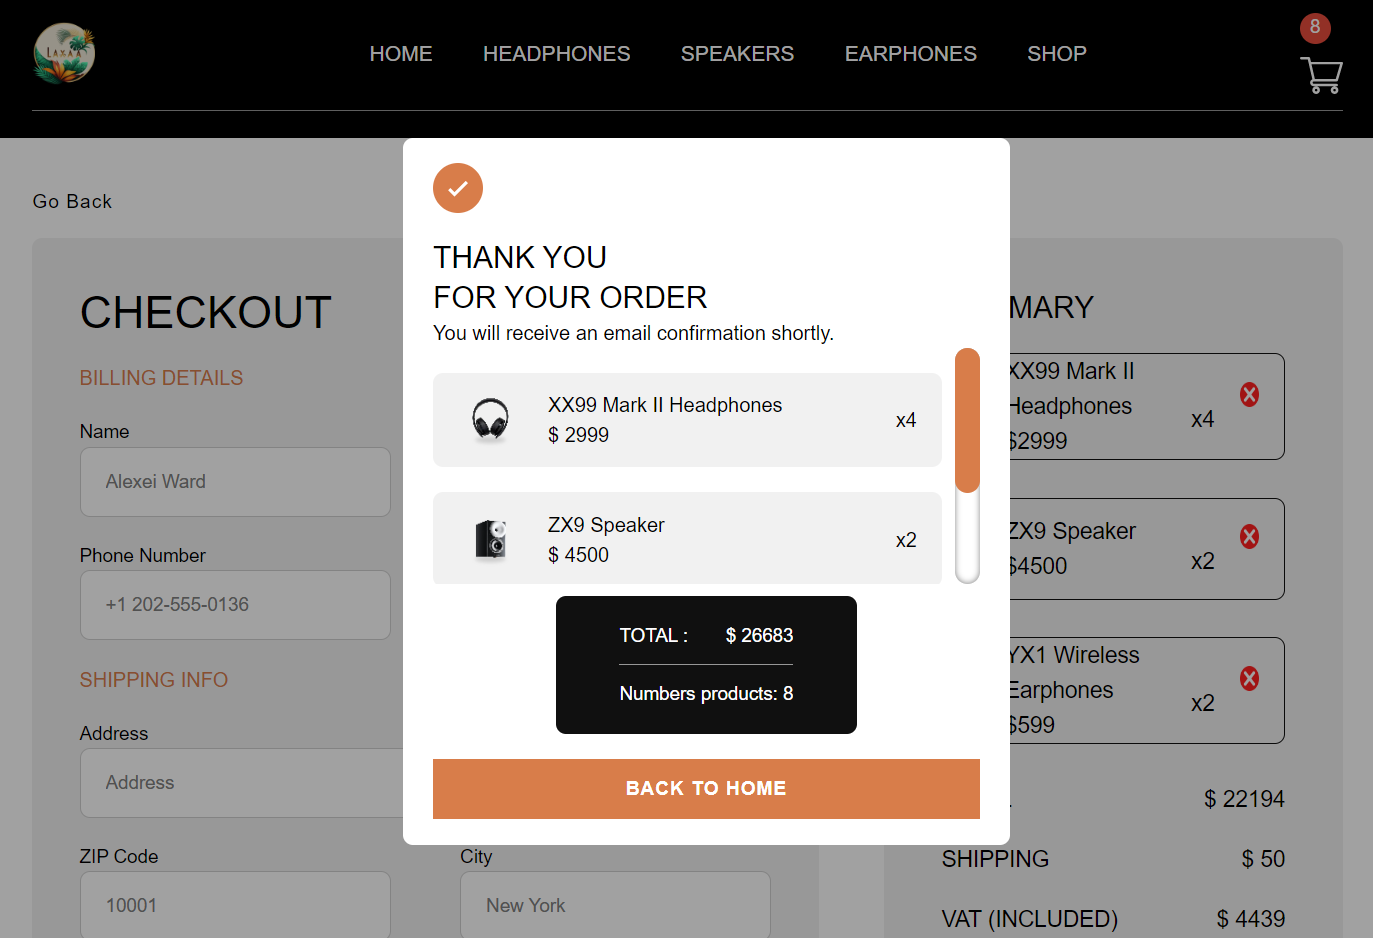 LAXAA
HOME HEADPHONES SPEAKERS EARPHONES SHOP
8
Go Back
CHECKOUT
BILLING DETAILS
Name
Alexei Ward
Phone Number
+1 202-555-0136
SHIPPING INFO
Address
Address
ZIP Code
10001
City
New York
THANK YOU
FOR YOUR ORDER
You will receive an email confirmation shortly.
XX99 Mark II Headphones
$ 2999
x4
ZX9 Speaker
$ 4500
x2
TOTAL : $ 26683
Numbers products: 8
BACK TO HOME
MARY
XX99 Mark II
Headphones
$2999
x4
X
ZX9 Speaker
$4500
x2
X
YX1 Wireless
Earphones
$599
x2
X
$ 22194
SHIPPING $ 50
VAT (INCLUDED) $ 4439